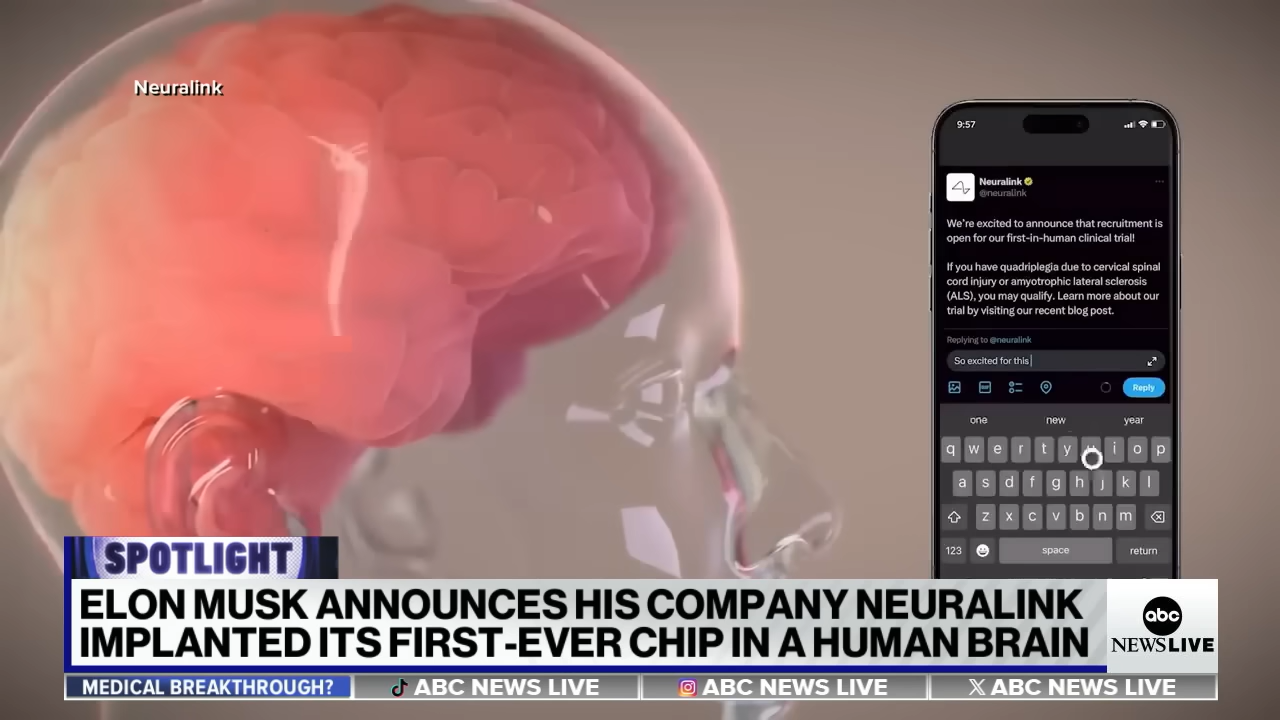 Neuralink
9:57
Neuralink
@neuralink
We're excited to announce that recruitment is
open for our first-in-human clinical trial!
If you have quadriplegia due to cervical spinal
cord injury or amyotrophic lateral sclerosis
(ALS), you may qualify. Learn more about our
trial by visiting our recent blog post.
Replying to @neuralink
So excited for this
Reply
one new year
q w e r t y u i o p
a s d f g h j k l
z x c v b n m
123 space return
SPOTLIGHT
ELON MUSK ANNOUNCES HIS COMPANY NEURALINK
IMPLANTED ITS FIRST-EVER CHIP IN A HUMAN BRAIN
abc
NEWS LIVE
MEDICAL BREAKTHROUGH? ABC NEWS LIVE ABC NEWS LIVE X ABC NEWS LIVE